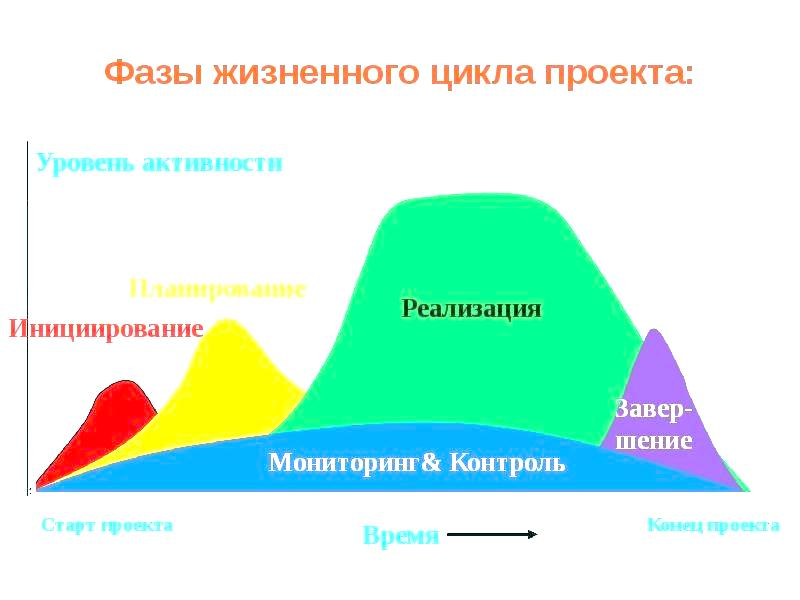 Фазы жизненного цикла проекта:
Уровень активности
Планирование
Инициирование
Реализация
Завер-
шение
Мониторинг& Контроль
Старт проекта
Время
Конец проекта